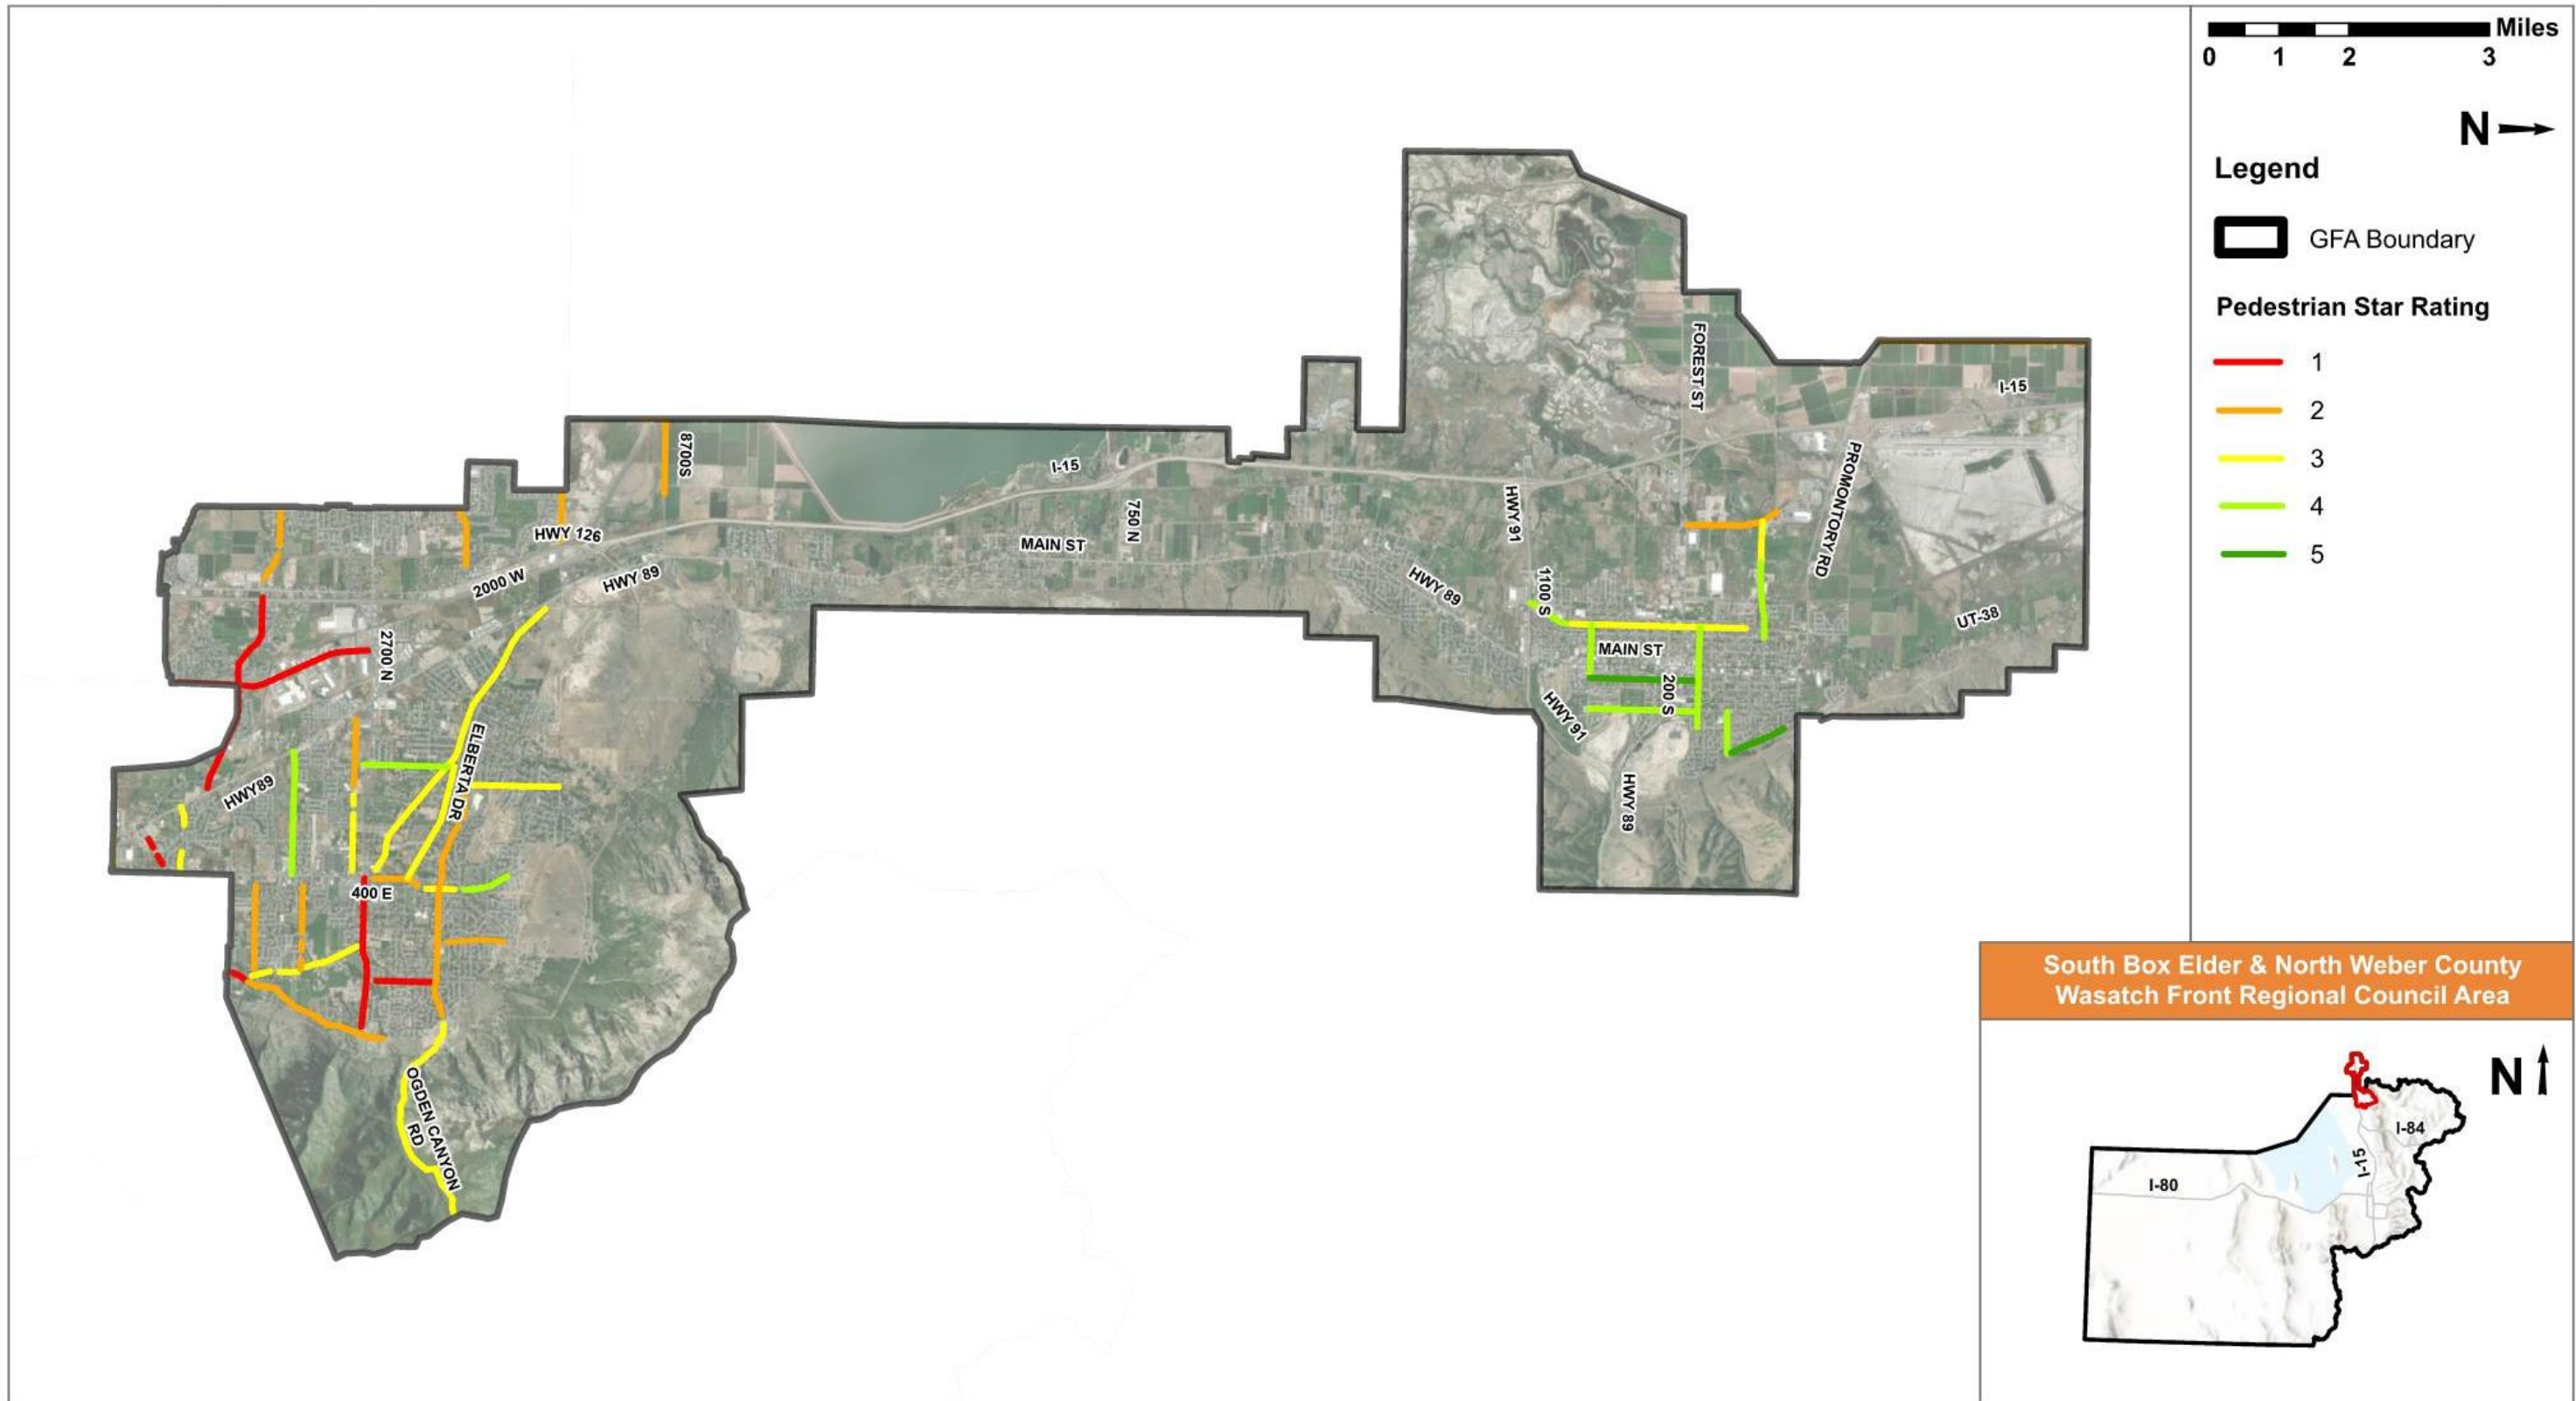 Miles
0 1 2 3
N
Legend
GFA Boundary
Pedestrian Star Rating
1
2
3
4
5
FOREST ST
I-15
8700S
I-15
PROMONTORY RD
HWY 91
750 N
HWY 126
MAIN ST
2000 W
HWY 89
HWY 89
1100 S
UT-38
2700 N
MAIN ST
200 S
HWY 91
ELBERTA DR
HWY89
HWY 89
400 E
OGDEN CANYON
RD
South Box Elder & North Weber County
Wasatch Front Regional Council Area
N
I-84
I-15
I-80